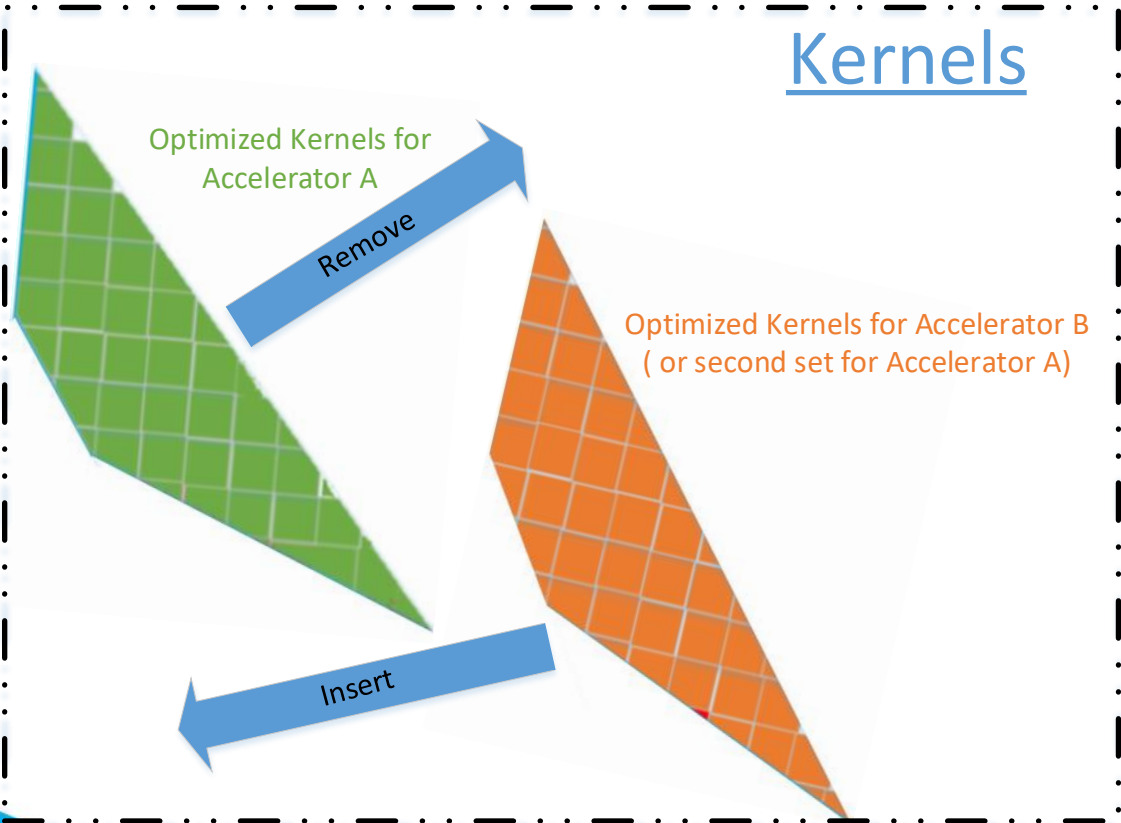 Kernels
Optimized Kernels for
Accelerator A
Remove
Optimized Kernels for Accelerator B
( or second set for Accelerator A)
Insert